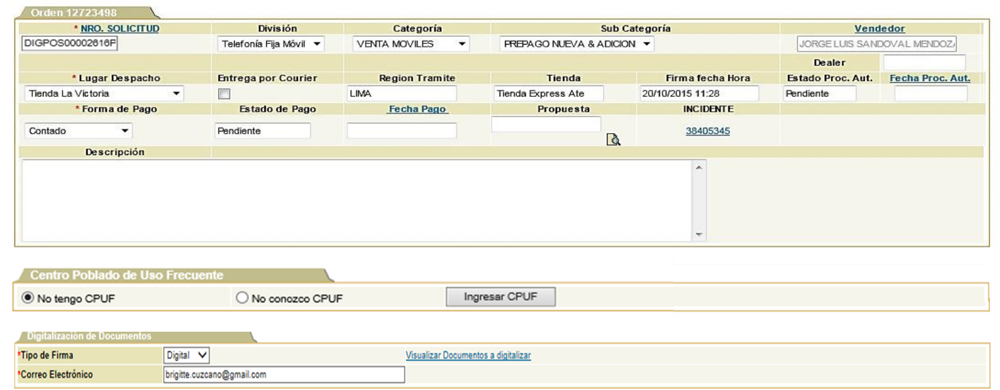 Orden 12723498
* NRO. SOLICITUD División Categoría Sub Categoría Vendedor
DIGPOS00002616F Telefonía Fija Móvil VENTA MOVILES PREPAGO NUEVA & ADICION JORGE LUIS SANDOVAL MENDOZA
Dealer
* Lugar Despacho Entrega por Courier Region Tramite Tienda Firma fecha Hora Estado Proc. Aut. Fecha Proc. Aut.
Tienda La Victoria LIMA Tienda Express Ate 20/10/2015 11:28 Pendiente
* Forma de Pago Estado de Pago Fecha Pago Propuesta INCIDENTE
Contado Pendiente 38405345
Descripción
Centro Poblado de Uso Frecuente
No tengo CPUF No conozco CPUF Ingresar CPUF
Digitalización de Documentos
*Tipo de Firma Digital Visualizar Documentos a digitalizar
*Correo Electrónico brigitte.cuzcano@gmail.com